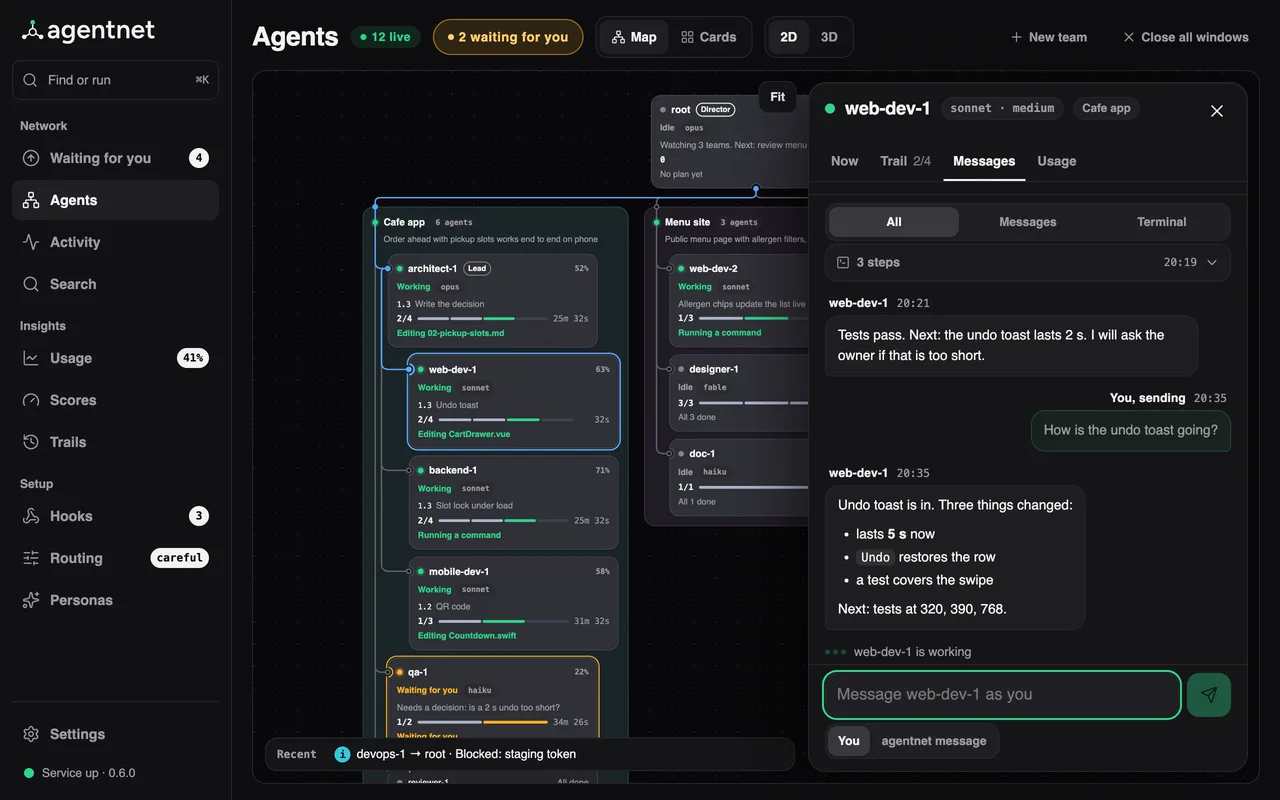 agentnet
Find or run ⌘K
Network
Waiting for you 4
Agents
Activity
Search
Insights
Usage 41%
Scores
Trails
Setup
Hooks 3
Routing careful
Personas
Settings
Service up · 0.6.0
Agents
12 live
2 waiting for you
Map
Cards
2D
3D
New team
Close all windows
Fit
root Director
Idle opus
Watching 3 teams. Next: review menu
0
No plan yet
Cafe app 6 agents
Order ahead with pickup slots works end to end on phone
architect-1 Lead 52%
Working opus
1.3 Write the decision
2/4 25m 32s
Editing 02-pickup-slots.md
web-dev-1 63%
Working sonnet
1.3 Undo toast
2/4 32s
Editing CartDrawer.vue
backend-1 71%
Working sonnet
1.3 Slot lock under load
2/4 25m 32s
Running a command
mobile-dev-1 58%
Working sonnet
1.2 QR code
1/3 31m 32s
Editing Countdown.swift
qa-1 22%
Waiting for you haiku
Needs a decision: is a 2 s undo too short?
1/2 34m 26s
Waiting for you
reviewer-1 All done
Menu site 3 agents
Public menu page with allergen filters,
web-dev-2
Working sonnet
Allergen chips update the list live
1/3
Running a command
designer-1
Idle fable
3/3
All 3 done
doc-1
Idle haiku
1/1
All 1 done
Recent devops-1 → root · Blocked: staging token
web-dev-1 sonnet · medium Cafe app
Now
Trail 2/4
Messages
Usage
All
Messages
Terminal
3 steps 20:19
web-dev-1 20:21
Tests pass. Next: the undo toast lasts 2 s. I will ask the
owner if that is too short.
You, sending 20:35
How is the undo toast going?
web-dev-1 20:35
Undo toast is in. Three things changed:
• lasts 5 s now
• Undo restores the row
• a test covers the swipe
Next: tests at 320, 390, 768.
web-dev-1 is working
Message web-dev-1 as you
You
agentnet message